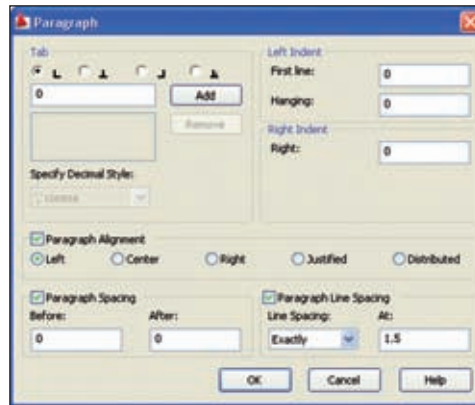 Paragraph
Tab
0
Add
Remove
Specify Decimal Style:
Left Indent
First line:
0
Hanging:
0
Right Indent
Right:
0
Paragraph Alignment
Left Center Right Justified Distributed
Paragraph Spacing
Before: After:
0 0
Paragraph Line Spacing
Line Spacing: At:
Exactly 1.5
OK Cancel Help